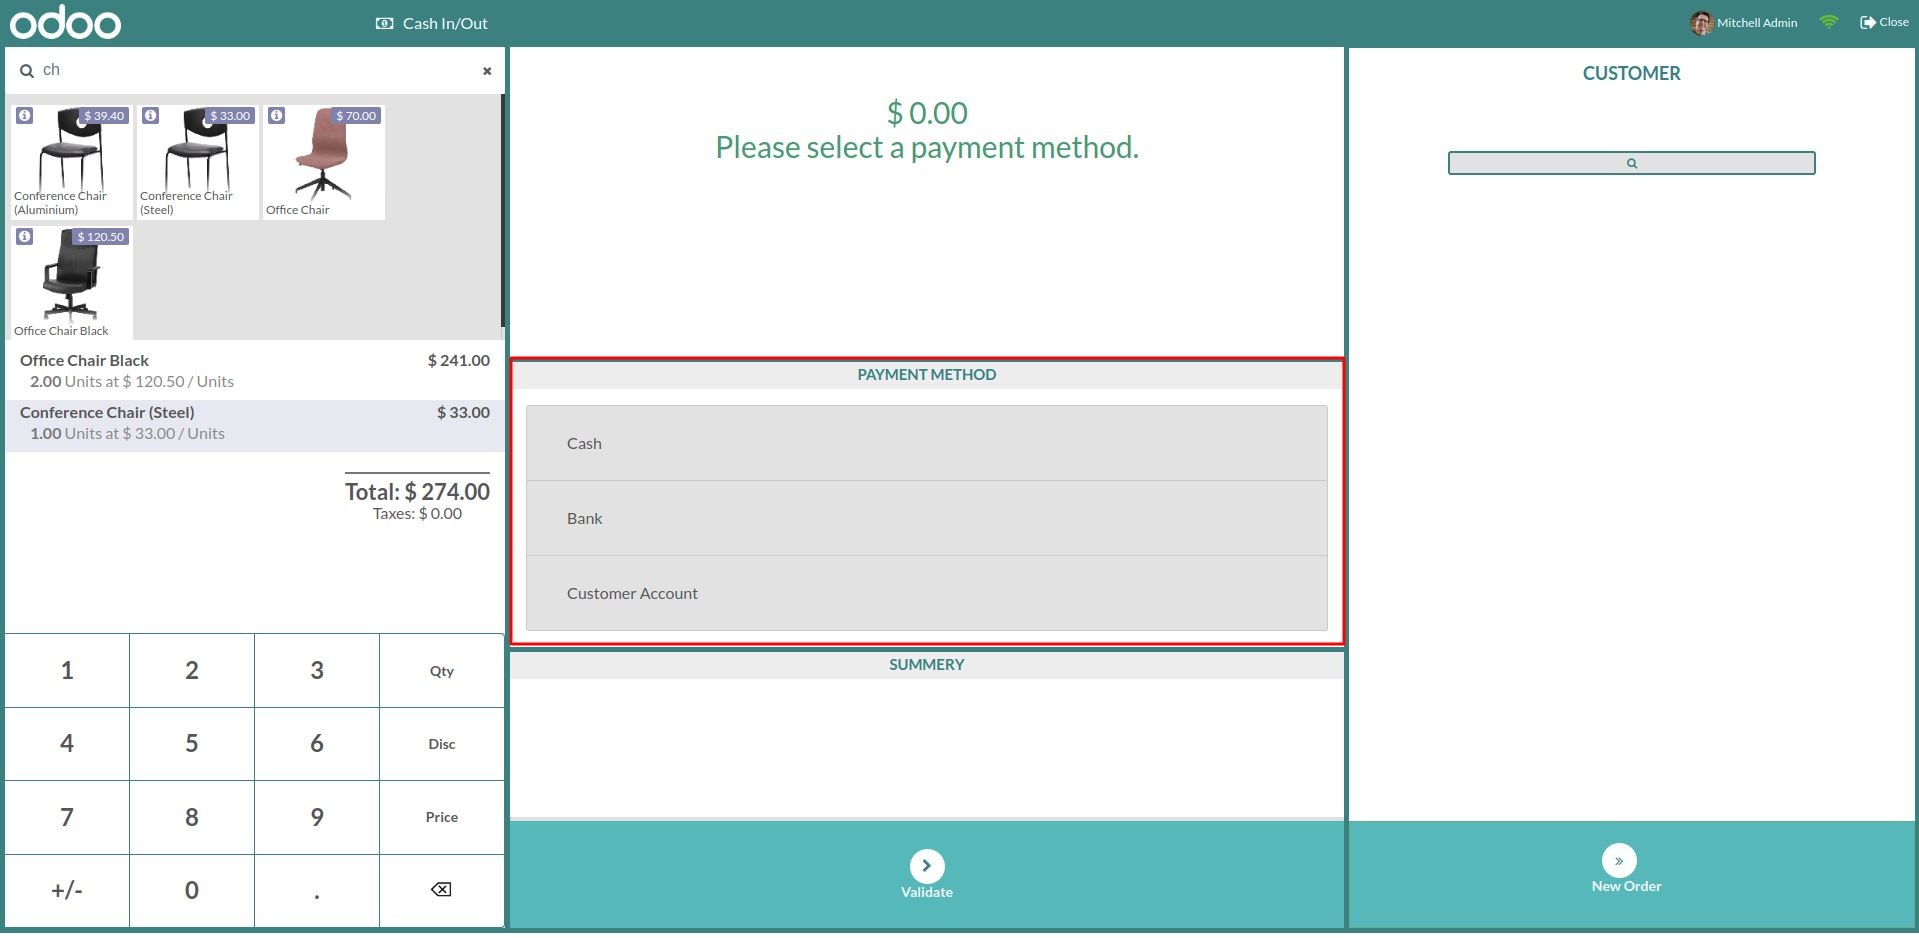 odoo
Cash In/Out
Mitchell Admin
Close
ch
$ 39.40
$ 33.00
$ 70.00
Conference Chair
(Aluminium)
Conference Chair
(Steel)
Office Chair
$ 120.50
Office Chair Black
Office Chair Black $ 241.00
2.00 Units at $ 120.50 / Units
Conference Chair (Steel) $ 33.00
1.00 Units at $ 33.00 / Units
Total: $ 274.00
Taxes: $ 0.00
1 2 3 Qty
4 5 6 Disc
7 8 9 Price
+/- 0 .
$ 0.00
Please select a payment method.
PAYMENT METHOD
Cash
Bank
Customer Account
SUMMERY
Validate
CUSTOMER
New Order